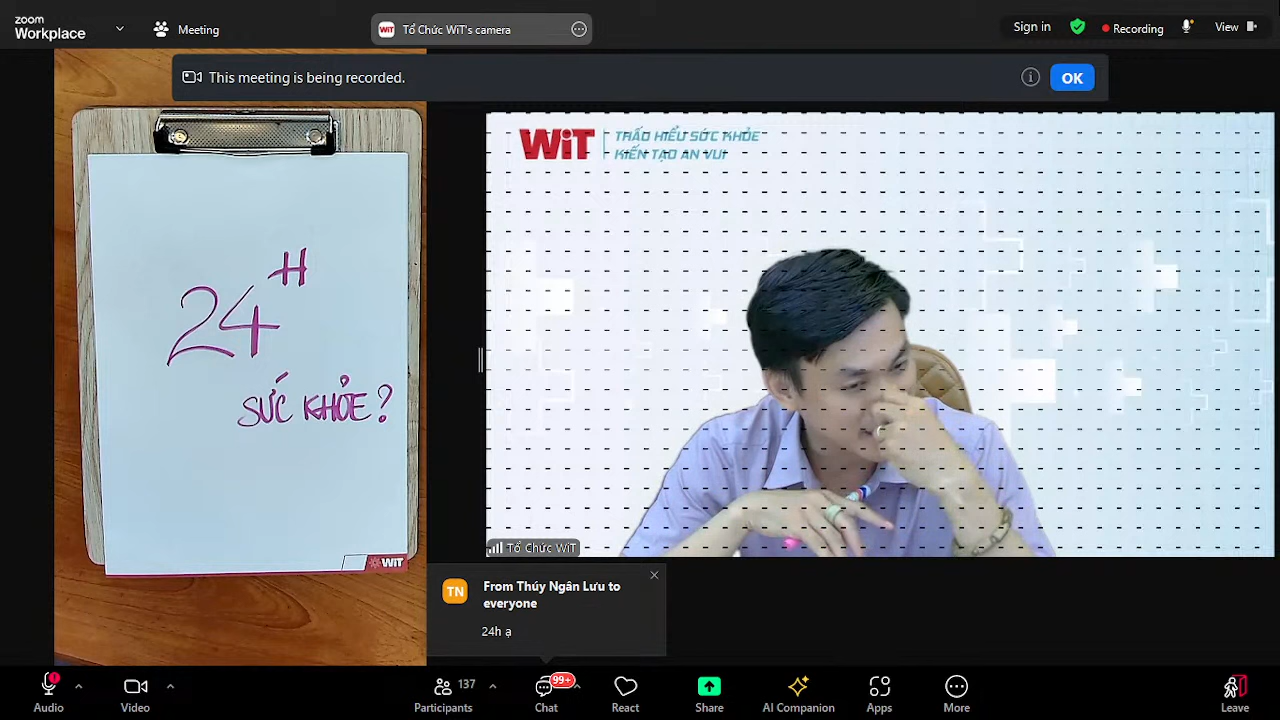 zoom
Workplace
Meeting
WiT Tổ Chức WiT's camera
Sign in
Recording
View
This meeting is being recorded.
OK
24H
SỨC KHỎE?
WiT
WiT
THẤU HIỂU SỨC KHỎE
KIẾN TẠO AN VUI
Tổ Chức WiT
TN
From Thúy Ngân Lưu to
everyone
24h ạ
Audio
Video
137
Participants
99+
Chat
React
Share
AI Companion
Apps
More
Leave